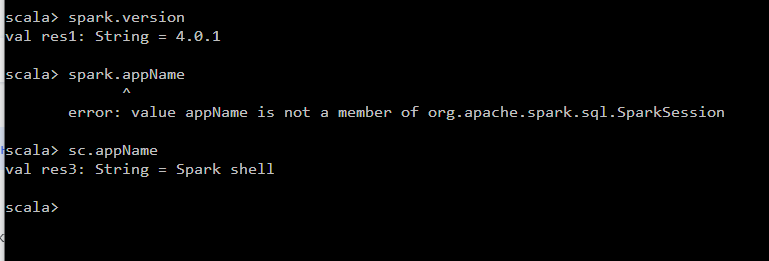 scala> spark.version
val res1: String = 4.0.1
scala> spark.appName
^
error: value appName is not a member of org.apache.spark.sql.SparkSession
scala> sc.appName
val res3: String = Spark shell
scala>